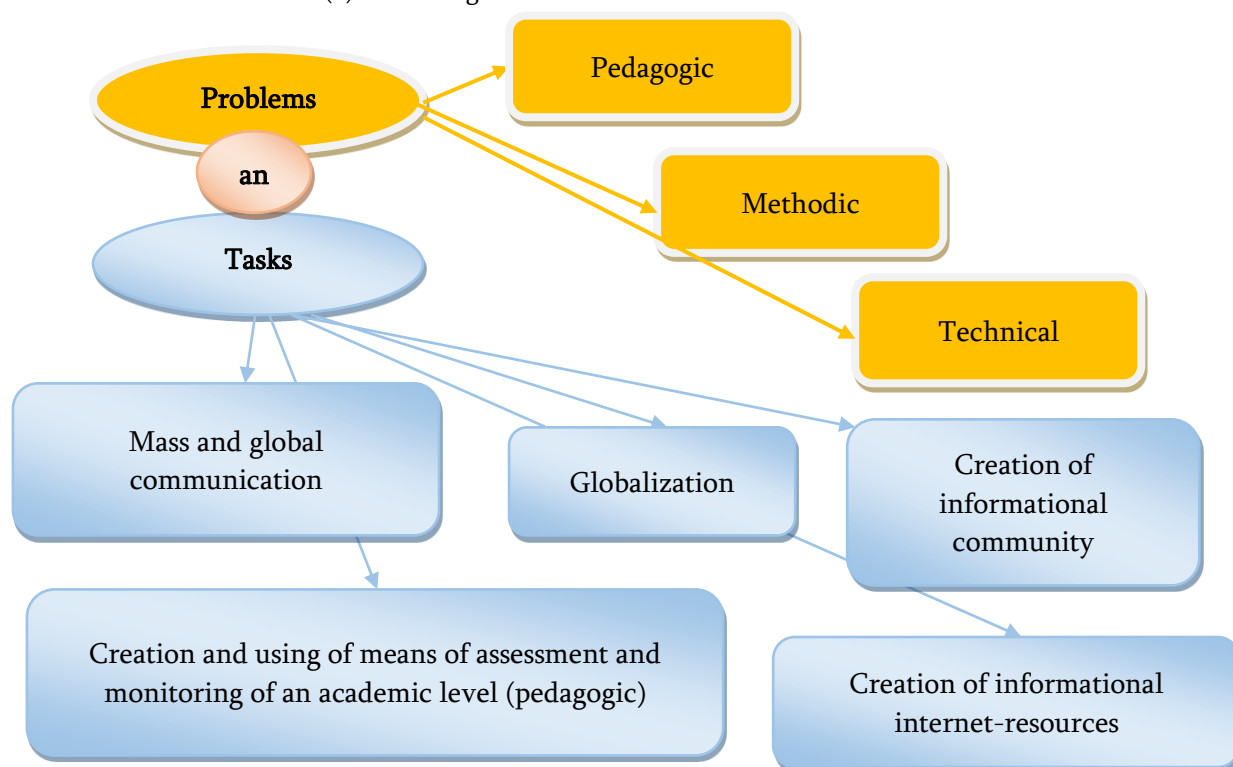 Problems
an
Tasks
Pedagogic
Methodic
Technical
Mass and global
communication
Globalization
Creation of
informational
community
Creation and using of means of assessment and
monitoring of an academic level (pedagogic)
Creation of informational
internet-resources